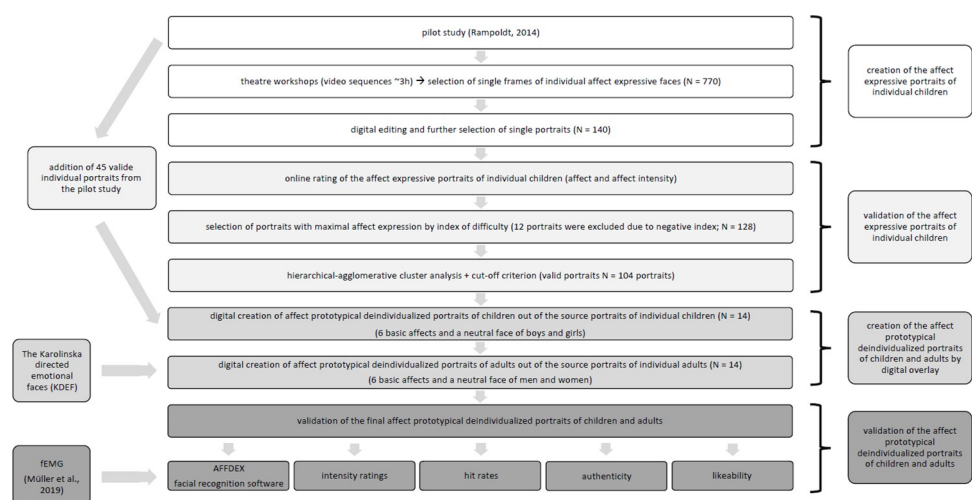 pilot study (Rampoldt, 2014)
theatre workshops (video sequences ~3h) → selection of single frames of individual affect expressive faces (N = 770)
digital editing and further selection of single portraits (N = 140)
creation of the affect
expressive portraits of
individual children
addition of 45 valide
individual portraits from
the pilot study
online rating of the affect expressive portraits of individual children (affect and affect intensity)
selection of portraits with maximal affect expression by index of difficulty (12 portraits were excluded due to negative index; N = 128)
hierarchical-agglomerative cluster analysis + cut-off criterion (valid portraits N = 104 portraits)
validation of the affect
expressive portraits of
individual children
digital creation of affect prototypical deindividualized portraits of children out of the source portraits of individual children (N = 14)
(6 basic affects and a neutral face of boys and girls)
The Karolinska
directed
emotional
faces (KDEF)
digital creation of affect prototypical deindividualized portraits of adults out of the source portraits of individual adults (N = 14)
(6 basic affects and a neutral face of men and women)
creation of the affect
prototypical
deindividualized portraits
of children and adults by
digital overlay
validation of the final affect prototypical deindividualized portraits of children and adults
validation of the affect
prototypical
deindividualized portraits
of children and adults
fEMG
(Müller et al.,
2019)
AFFDEX
facial recognition software
intensity ratings
hit rates
authenticity
likeability